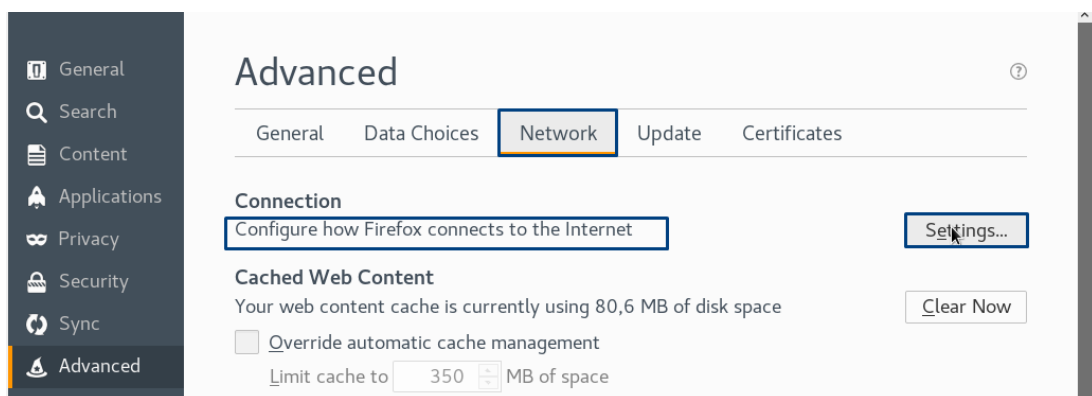 General
Search
Content
Applications
Privacy
Security
Sync
Advanced
Advanced
?
General Data Choices Network Update Certificates
Connection
Configure how Firefox connects to the Internet Settings...
Cached Web Content
Your web content cache is currently using 80,6 MB of disk space Clear Now
Override automatic cache management
Limit cache to 350 MB of space